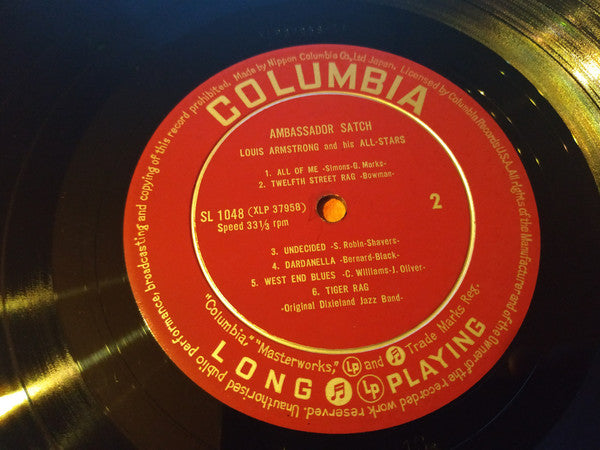 COLUMBIA
AMBASSADOR SATCH
LOUIS ARMSTRONG and his ALL-STARS
1. ALL OF ME -Simons-G. Marks-
2. TWELFTH STREET RAG -Bowman-
SL 1048 (XLP 37958)
Speed 33⅓ rpm
2
3. UNDECIDED -S. Robin-Shavers-
4. DARDANELLA -Bernard-Black-
5. WEST END BLUES -C. Williams-J. Oliver-
6. TIGER RAG
-Original Dixieland Jazz Band-
"Columbia," "Masterworks," Lp and Trade Marks Reg.
LONG Lp PLAYING
Made by Nippon Columbia Co, Ltd Japan. Licensed by Columbia Records U.S.A. All rights of the Manufacturer and of the Owner of the recorded work reserved. Unauthorised public performance, broadcasting and copying of this record prohibited.